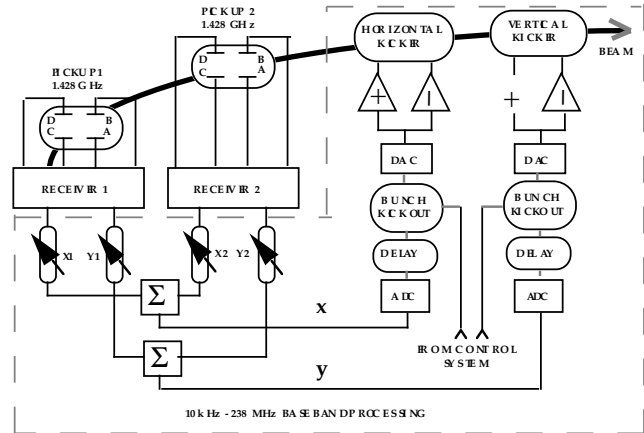 PICKUP 2
1.428 GHz
HORIZONTAL
KICKER
VERTICAL
KICKER
BEAM
PICKUP1
1.428 GHz
D
C
B
A
D
C
B
A
+
|
+
|
DAC
DAC
RECEIVER 1
RECEIVER 2
BUNCH
KICKOUT
BUNCH
KICKOUT
X1
Y1
X2
Y2
DELAY
DELAY
Σ
ADC
ADC
x
Σ
FROM CONTROL
SYSTEM
y
10 kHz - 238 MHz BASEBAND PROCESSING